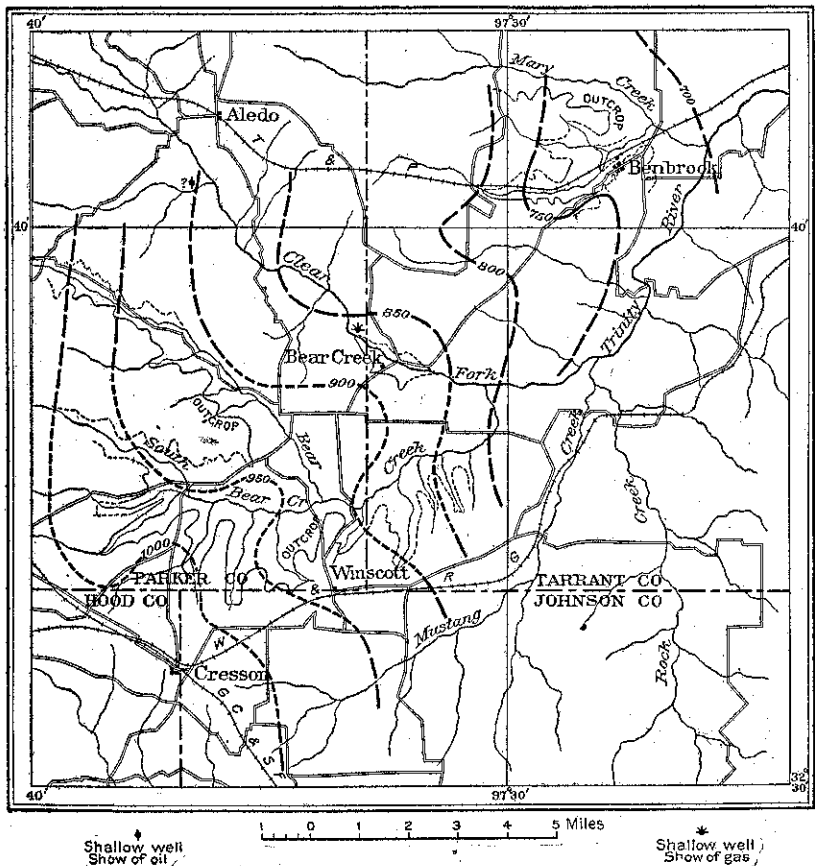 40'
97°30'
Mary
Creek
OUTCROP
700
Aledo
T
&
Benbrook
?
750
River
40'
Clear
800
850
Trinity
Bear Creek
Fork
900
OUTCROP
South
Bear
Creek
Creek
950
Bear Cr
Creek
OUTCROP
1000
Winscott
R
G
PARKER CO
&
TARRANT CO
HOOD CO
JOHNSON CO
Mustang
W
Rock
Cresson
G
C
&
S
F
40'
97°30'
32°
30'
Shallow well
Show of oil
1 0 1 2 3 4 5 Miles
Shallow well
Show of gas